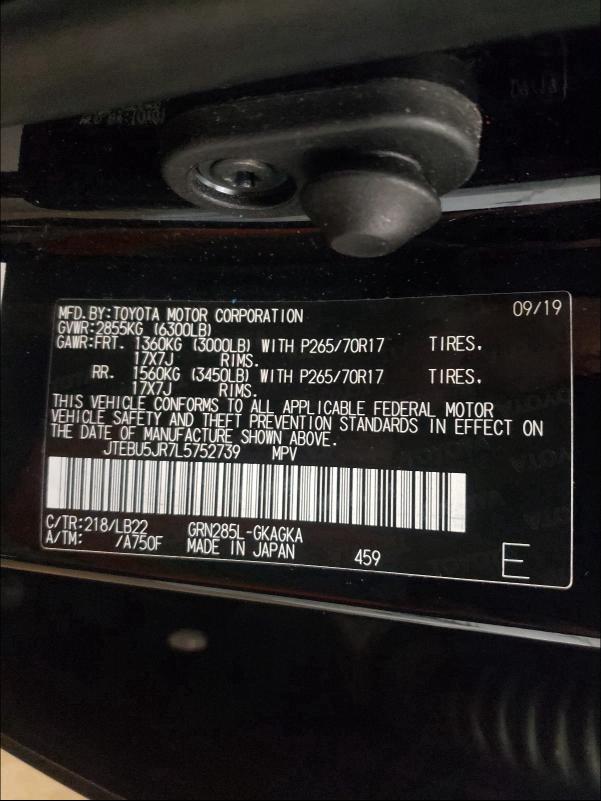 MFD.BY:TOYOTA MOTOR CORPORATION 09/19
GVWR:2855KG (6300LB)
GAWR:FRT. 1360KG (3000LB) WITH P265/70R17 TIRES,
17X7J RIMS.
RR. 1560KG (3450LB) WITH P265/70R17 TIRES,
17X7J RIMS.
THIS VEHICLE CONFORMS TO ALL APPLICABLE FEDERAL MOTOR
VEHICLE SAFETY AND THEFT PREVENTION STANDARDS IN EFFECT ON
THE DATE OF MANUFACTURE SHOWN ABOVE.
JTEBU5JR7L5752739 MPV
C/TR:218/LB22 GRN285L-GKAGKA
A/TM: /A750F MADE IN JAPAN 459 E